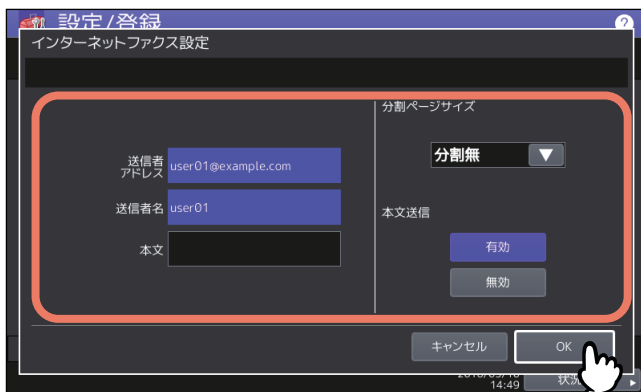 設定/登録
?
インターネットファクス設定
分割ページサイズ
分割無
送信者
アドレス
user01@example.com
送信者名
user01
本文
本文送信
有効
無効
キャンセル
OK
14:49
状況